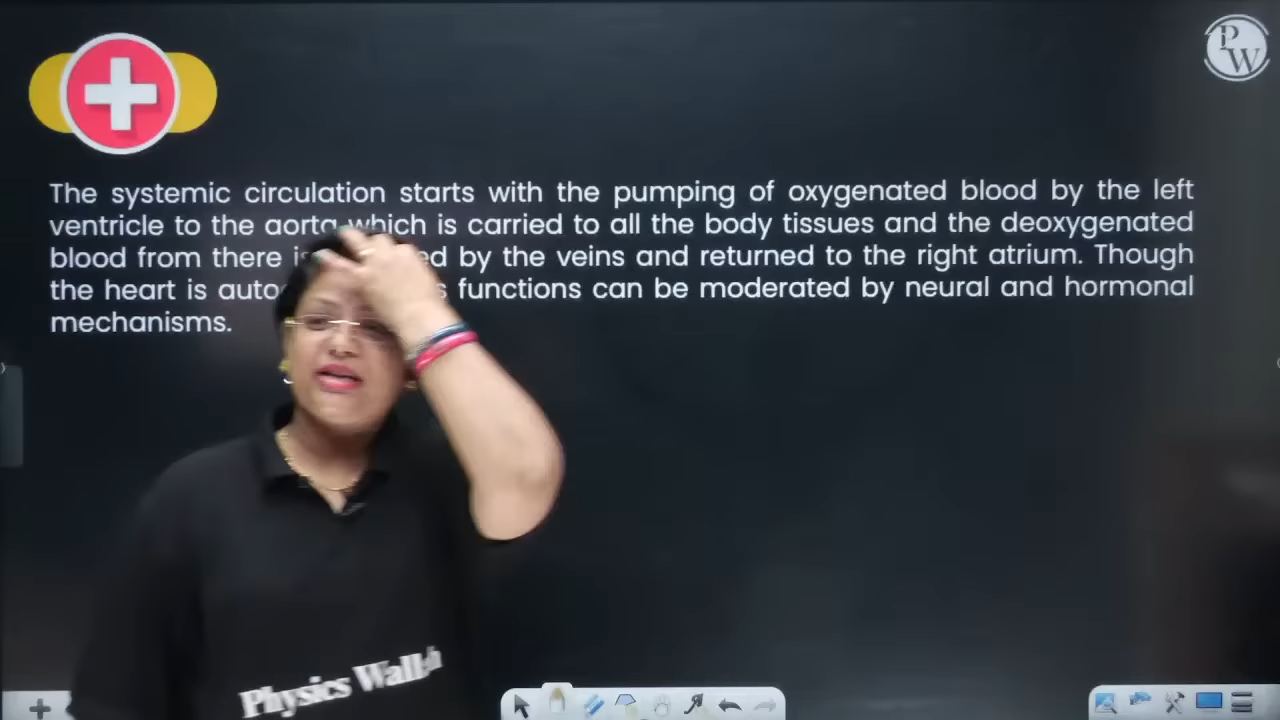 PW
The systemic circulation starts with the pumping of oxygenated blood by the left
ventricle to the aorta which is carried to all the body tissues and the deoxygenated
blood from there is by the veins and returned to the right atrium. Though
the heart is functions can be moderated by neural and hormonal
mechanisms.
Physics Wallah